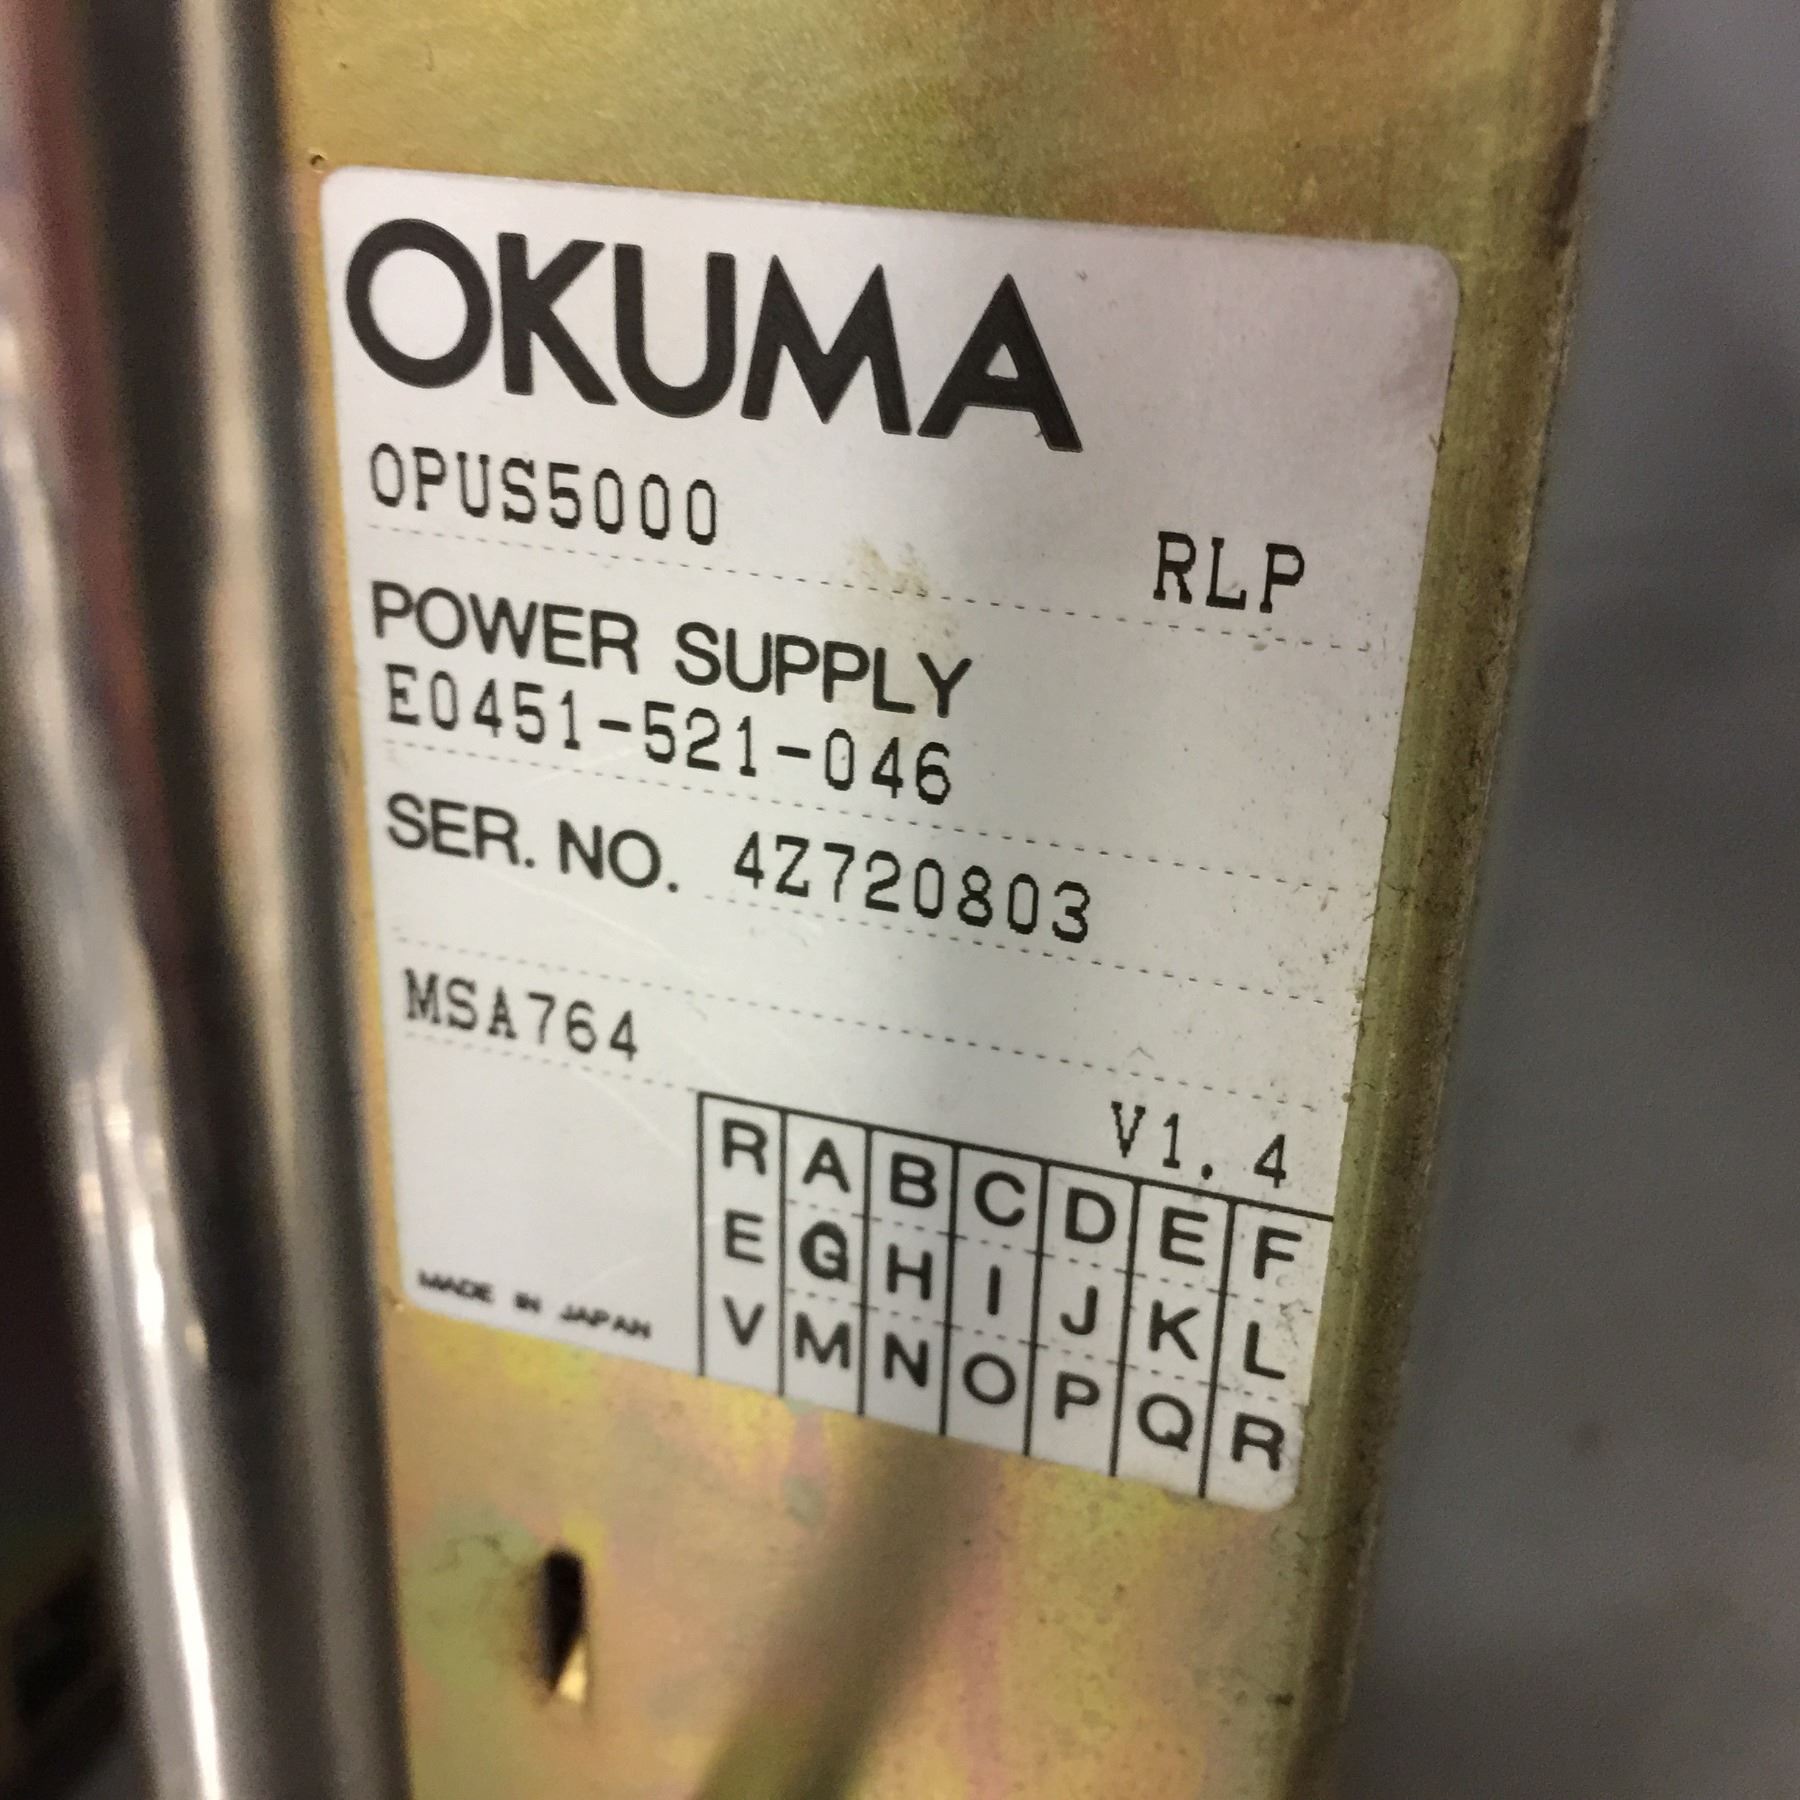 OKUMA
OPUS5000 RLP
POWER SUPPLY
E0451-521-046
SER. NO. 4Z720803
MSA764 V1.4
R A B C D E F
E G H I J K L
V M N O P Q R
MADE IN JAPAN